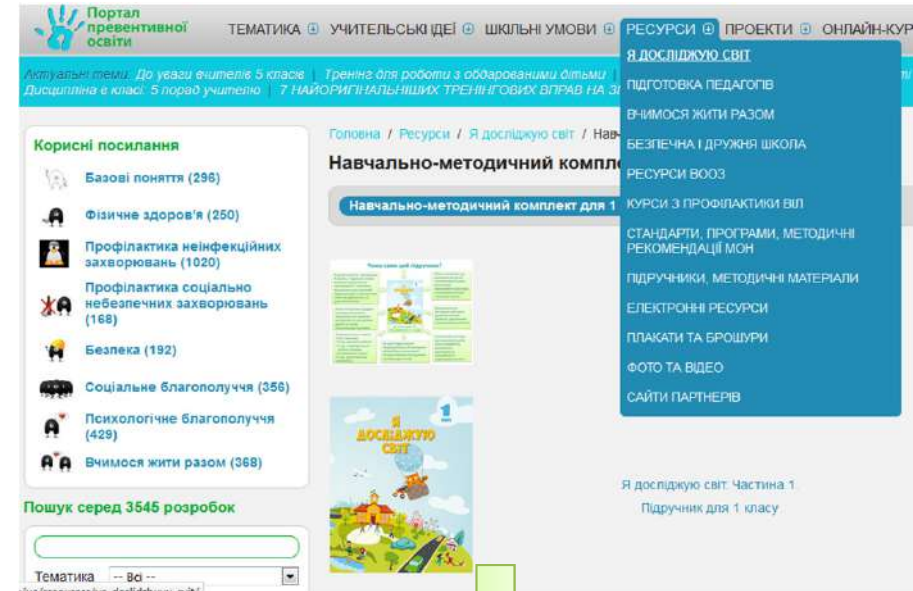 Портал
превентивної
освіти
ТЕМАТИКА УЧИТЕЛЬСЬКІ ІДЕЇ ШКІЛЬНІ УМОВИ РЕСУРСИ ПРОЕКТИ ОНЛАЙН-КУР
Актуальні теми: До уваги вчителів 5 класів | Тренінг для роботи з обдарованими дітьми |
Дисципліна в класі: 5 порад учителю | 7 НАЙОРИГІНАЛЬНІШИХ ТРЕНІНГОВИХ ВПРАВ НА
Я ДОСЛІДЖУЮ СВІТ
ПІДГОТОВКА ПЕДАГОГІВ
ВЧИМОСЯ ЖИТИ РАЗОМ
БЕЗПЕЧНА І ДРУЖНЯ ШКОЛА
РЕСУРСИ ВООЗ
КУРСИ З ПРОФІЛАКТИКИ ВІЛ
СТАНДАРТИ, ПРОГРАМИ, МЕТОДИЧНІ
РЕКОМЕНДАЦІЇ МОН
ПІДРУЧНИКИ, МЕТОДИЧНІ МАТЕРІАЛИ
ЕЛЕКТРОННІ РЕСУРСИ
ПЛАКАТИ ТА БРОШУРИ
ФОТО ТА ВІДЕО
САЙТИ ПАРТНЕРІВ
Корисні посилання
Базові поняття (296)
Фізичне здоров'я (250)
Профілактика неінфекційних
захворювань (1020)
Профілактика соціально
небезпечних захворювань
(168)
Безпека (192)
Соціальне благополуччя (356)
Психологічне благополуччя
(429)
Вчимося жити разом (368)
Пошук серед 3545 розробок
Тематика -- Всі --
Головна / Ресурси / Я досліджую світ / Нав
Навчально-методичний компл
Навчально-методичний комплект для 1
Я
ДОСЛІДЖУЮ
СВІТ
1
Я досліджую світ. Частина 1.
Підручник для 1 класу